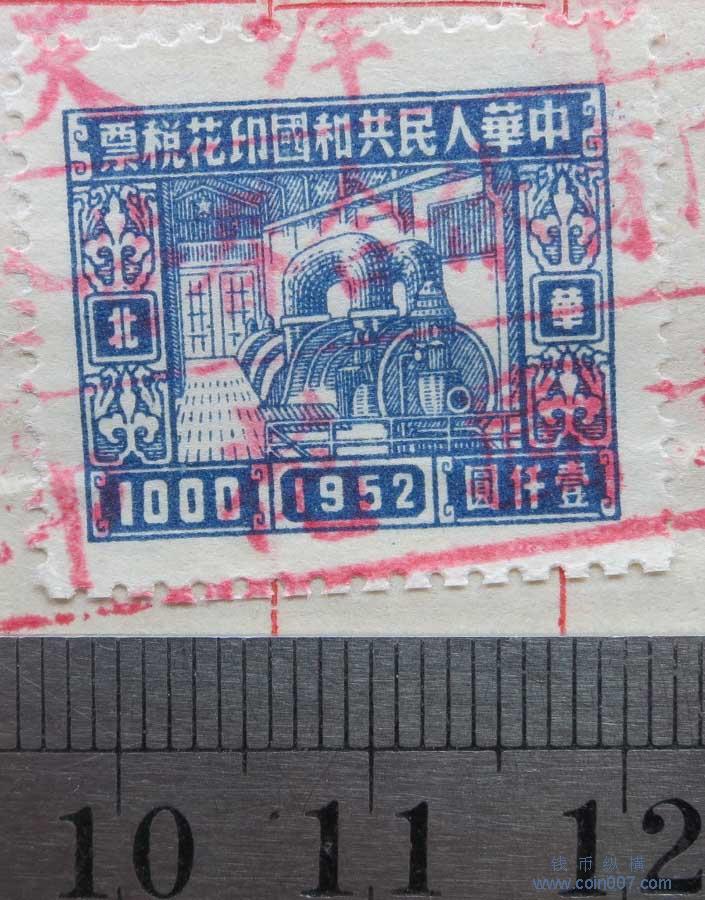 中華人民共和國印花税票
華北
1000 1952 壹仟圓
10 11 12
钱币纵横
www.coin007.com